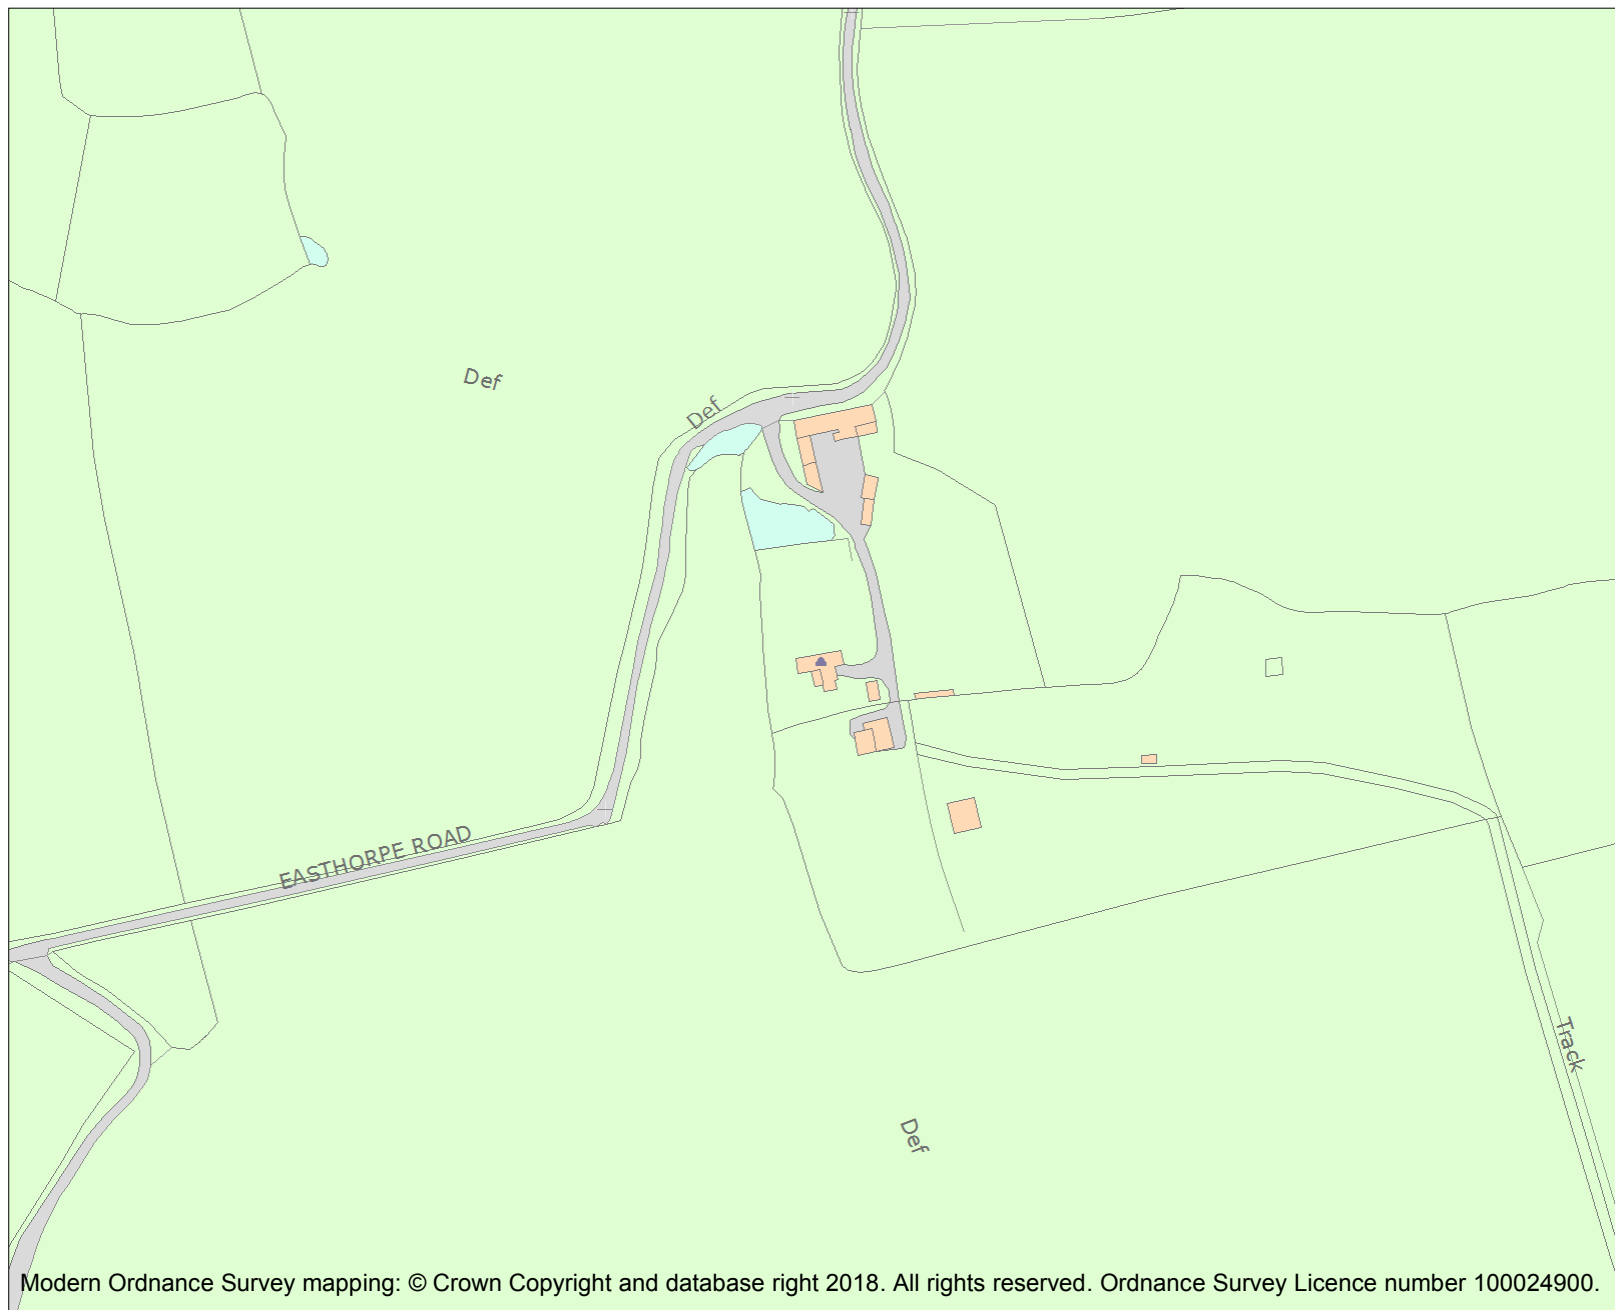 Def
Def
EASTHORPE ROAD
Track
Def
Modern Ordnance Survey mapping: © Crown Copyright and database right 2018. All rights reserved. Ordnance Survey Licence number 100024900.